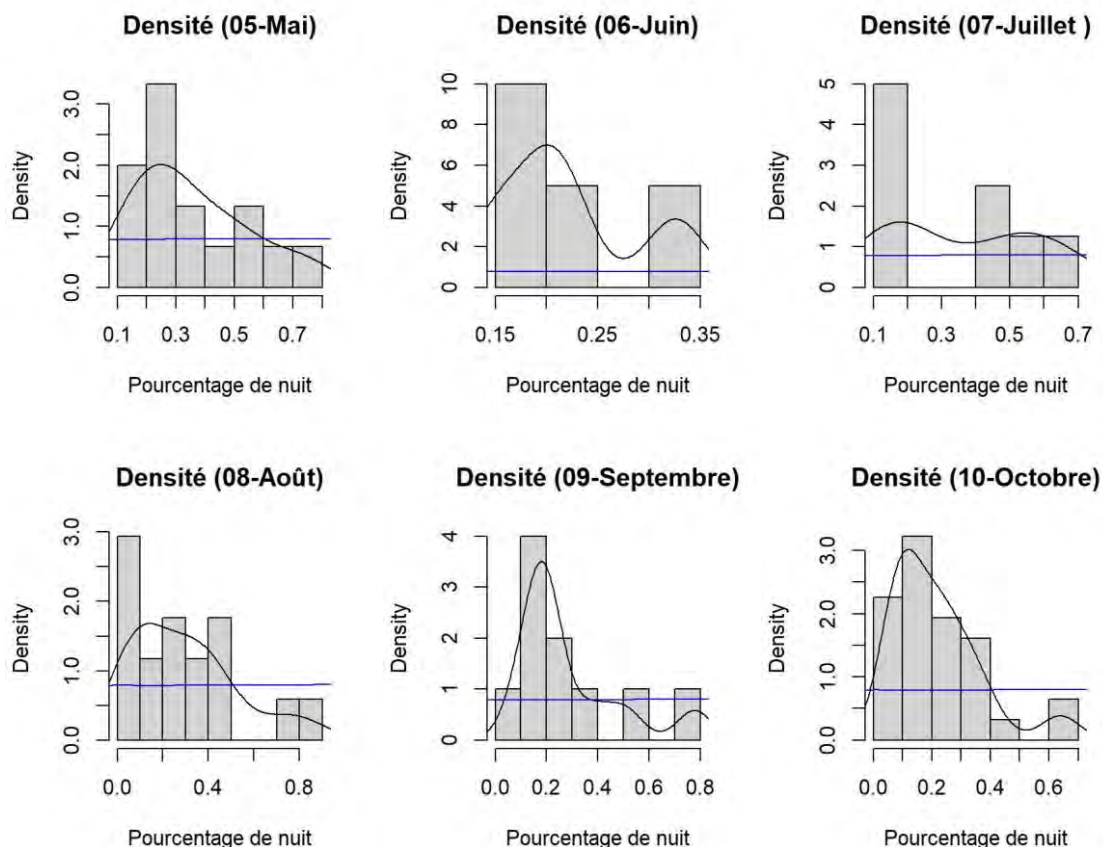 Densité (05-Mai)
Density
0.0 1.0 2.0 3.0
0.1 0.3 0.5 0.7
Pourcentage de nuit
Densité (06-Juin)
Density
0 2 4 6 8 10
0.15 0.25 0.35
Pourcentage de nuit
Densité (07-Juillet )
Density
0 1 2 3 4 5
0.1 0.3 0.5 0.7
Pourcentage de nuit
Densité (08-Août)
Density
0.0 1.0 2.0 3.0
0.0 0.4 0.8
Pourcentage de nuit
Densité (09-Septembre)
Density
0 1 2 3 4
0.0 0.2 0.4 0.6 0.8
Pourcentage de nuit
Densité (10-Octobre)
Density
0.0 1.0 2.0 3.0
0.0 0.2 0.4 0.6
Pourcentage de nuit